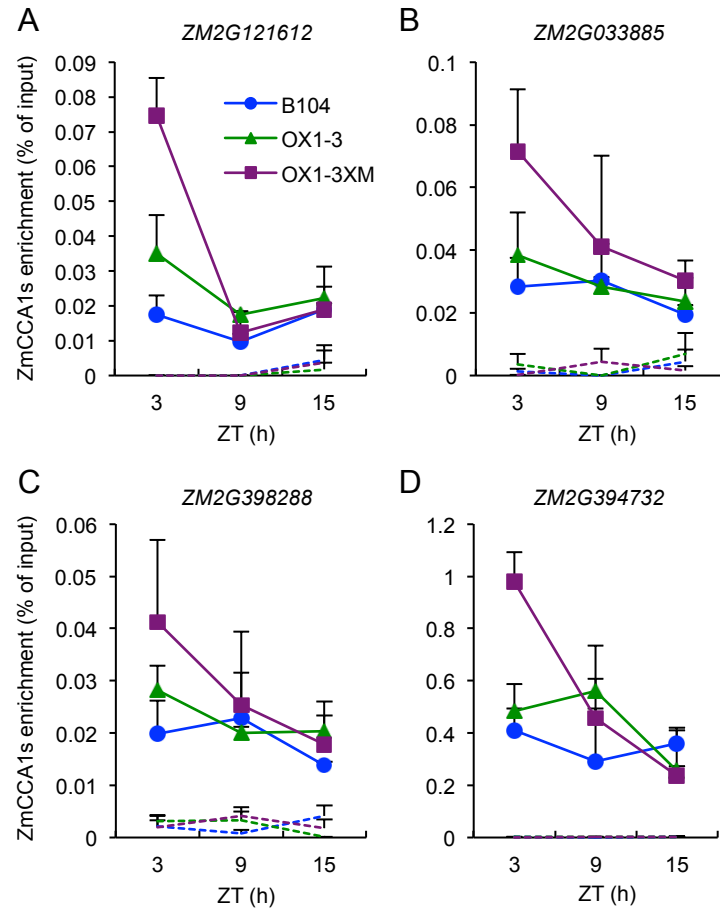 A
ZM2G121612
ZmCCA1s enrichment (% of input)
0.09
0.08
0.07
0.06
0.05
0.04
0.03
0.02
0.01
0
B104
OX1-3
OX1-3XM
3 9 15
ZT (h)
B
ZM2G033885
0.1
0.08
0.06
0.04
0.02
0
3 9 15
ZT (h)
C
ZM2G398288
ZmCCA1s enrichment (% of input)
0.06
0.05
0.04
0.03
0.02
0.01
0
3 9 15
ZT (h)
D
ZM2G394732
1.2
1
0.8
0.6
0.4
0.2
0
3 9 15
ZT (h)